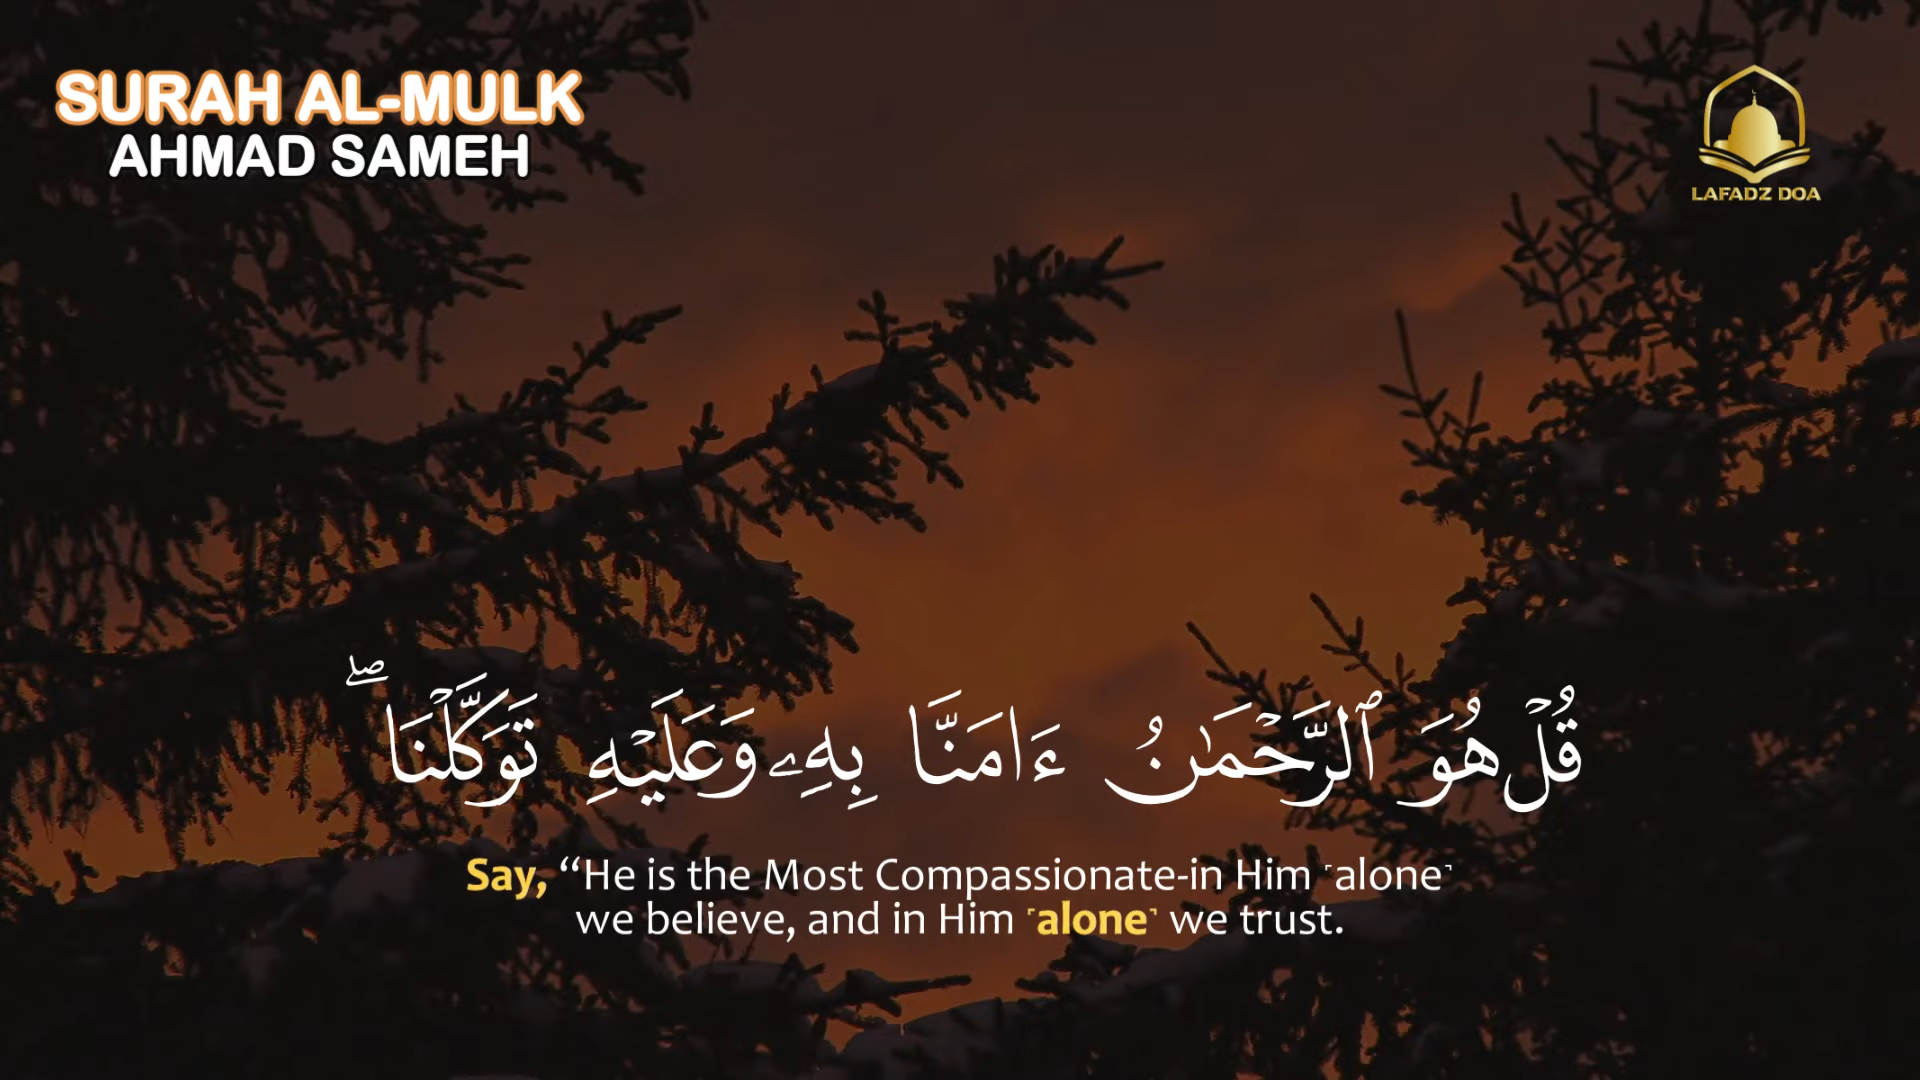 SURAH AL-MULK
AHMAD SAMEH
LAFADZ DOA
قُلْ هُوَ ٱلرَّحْمَـٰنُ ءَامَنَّا بِهِۦ وَعَلَيْهِ تَوَكَّلْنَا ۖ
Say, “He is the Most Compassionate-in Him ˹alone˺
we believe, and in Him ˹alone˺ we trust.